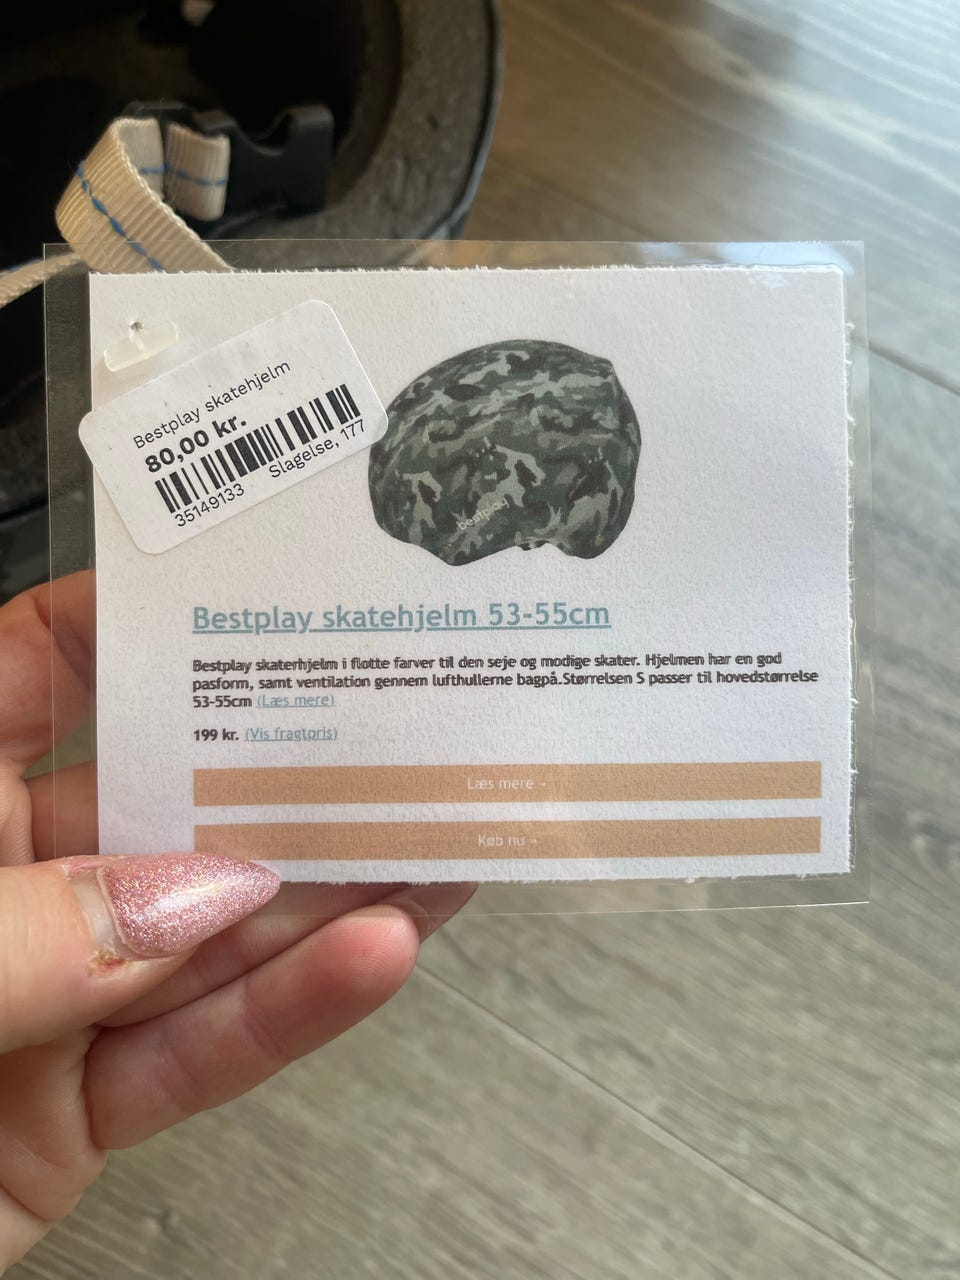 Bestplay skatehjelm
80,00 kr.
35149133 Slagelse, 177
bestplay
Bestplay skatehjelm 53-55cm
Bestplay skaterhjelm i flotte farver til den seje og modige skater. Hjelmen har en god
pasform, samt ventilation gennem lufthullerne bagpå.Størrelsen S passer til hovedstørrelse
53-55cm (Læs mere)
199 kr. (Vis fragtpris)
Læs mere →
Køb nu →